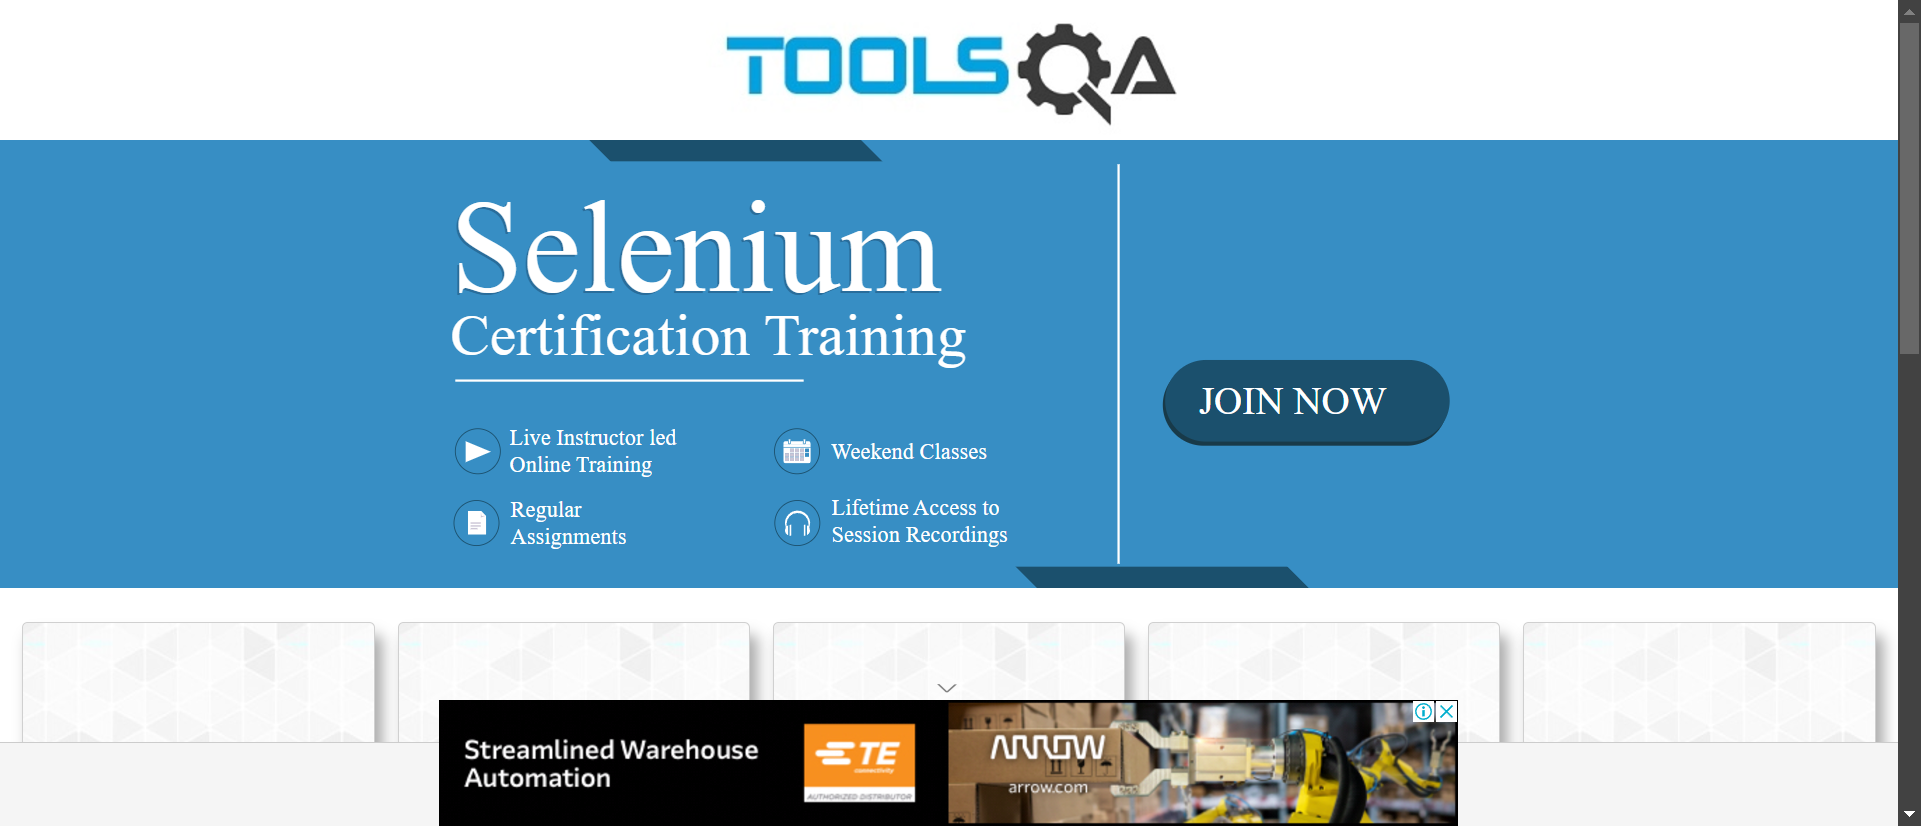 TOOLSQA
Selenium
Certification Training
Live Instructor led
Online Training
Weekend Classes
Regular
Assignments
Lifetime Access to
Session Recordings
JOIN NOW
Streamlined Warehouse
Automation
TE
connectivity
AUTHORIZED DISTRIBUTOR
ARROW
arrow.com